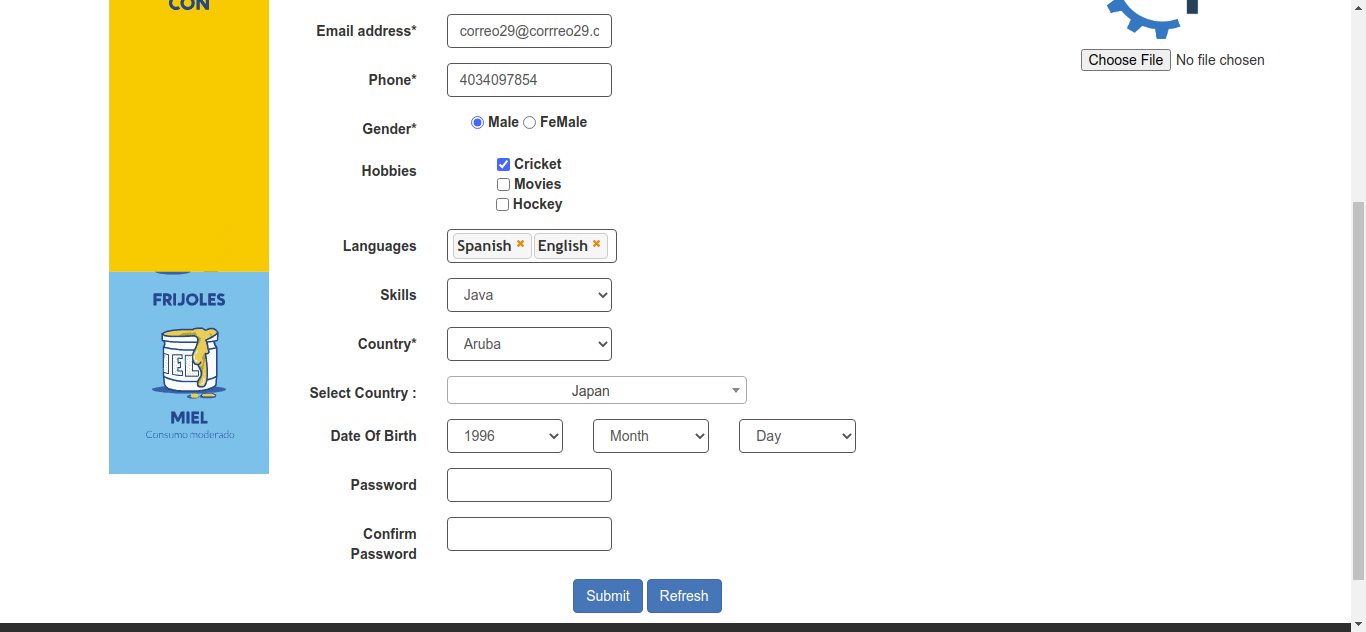 CON
FRIJOLES
MIEL
MIEL
Consumo moderado
Email address* correo29@corrreo29.c
Phone* 4034097854
Gender* Male FeMale
Hobbies Cricket
Movies
Hockey
Languages Spanish English
Skills Java
Country* Aruba
Select Country : Japan
Date Of Birth 1996 Month Day
Password
Confirm
Password
Submit Refresh
Choose File No file chosen